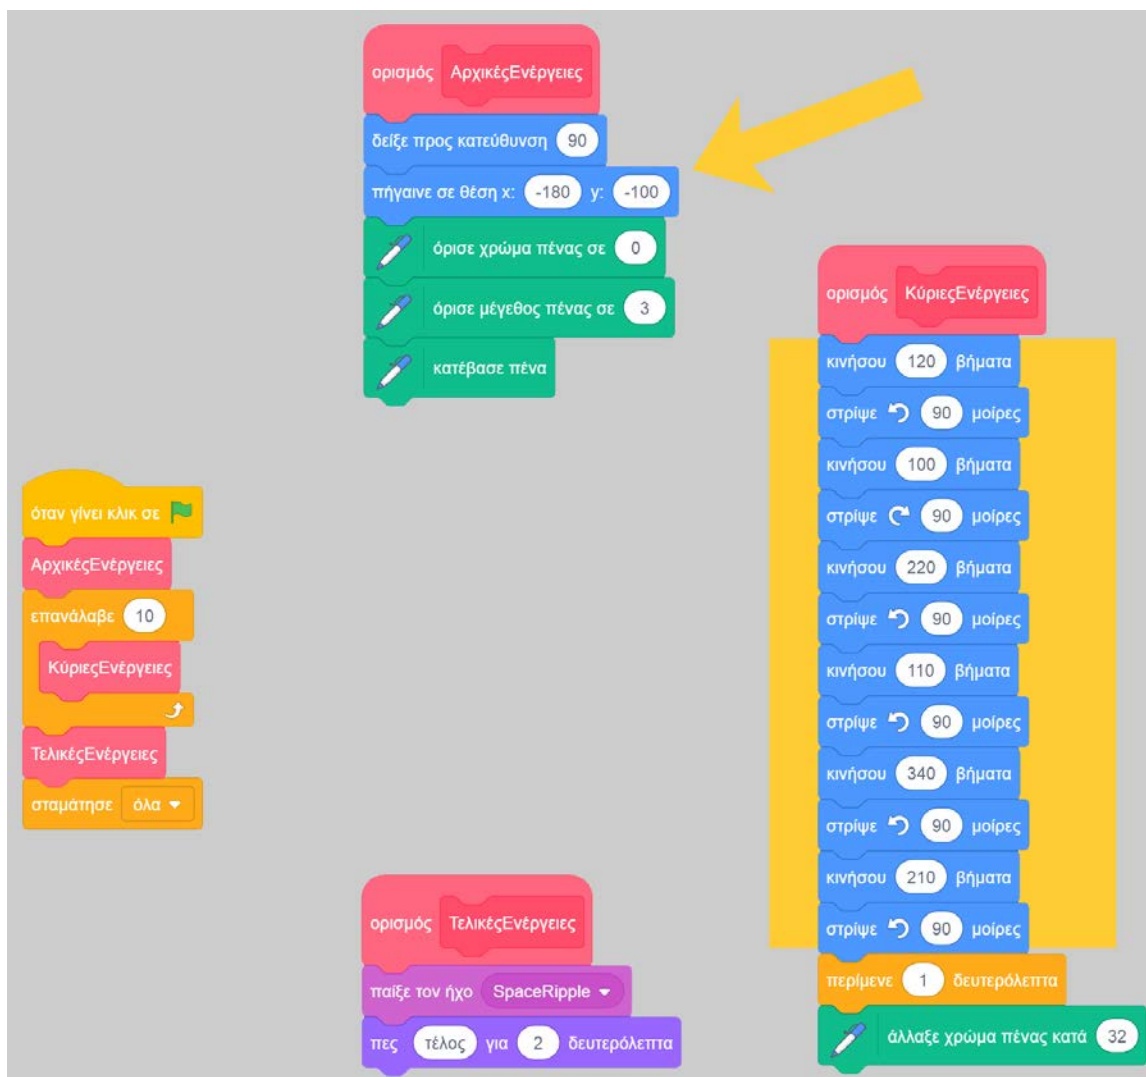 ορισμός ΑρχικέςΕνέργειες
δείξε προς κατεύθυνση 90
πήγαινε σε θέση x: -180 y: -100
όρισε χρώμα πένας σε 0
όρισε μέγεθος πένας σε 3
κατέβασε πένα
όταν γίνει κλικ σε
ΑρχικέςΕνέργειες
επανάλαβε 10
ΚύριεςΕνέργειες
ΤελικέςΕνέργειες
σταμάτησε όλα
ορισμός ΤελικέςΕνέργειες
παίξε τον ήχο SpaceRipple
πες τέλος για 2 δευτερόλεπτα
ορισμός ΚύριεςΕνέργειες
κινήσου 120 βήματα
στρίψε 90 μοίρες
κινήσου 100 βήματα
στρίψε 90 μοίρες
κινήσου 220 βήματα
στρίψε 90 μοίρες
κινήσου 110 βήματα
στρίψε 90 μοίρες
κινήσου 340 βήματα
στρίψε 90 μοίρες
κινήσου 210 βήματα
στρίψε 90 μοίρες
περίμενε 1 δευτερόλεπτα
άλλαξε χρώμα πένας κατά 32